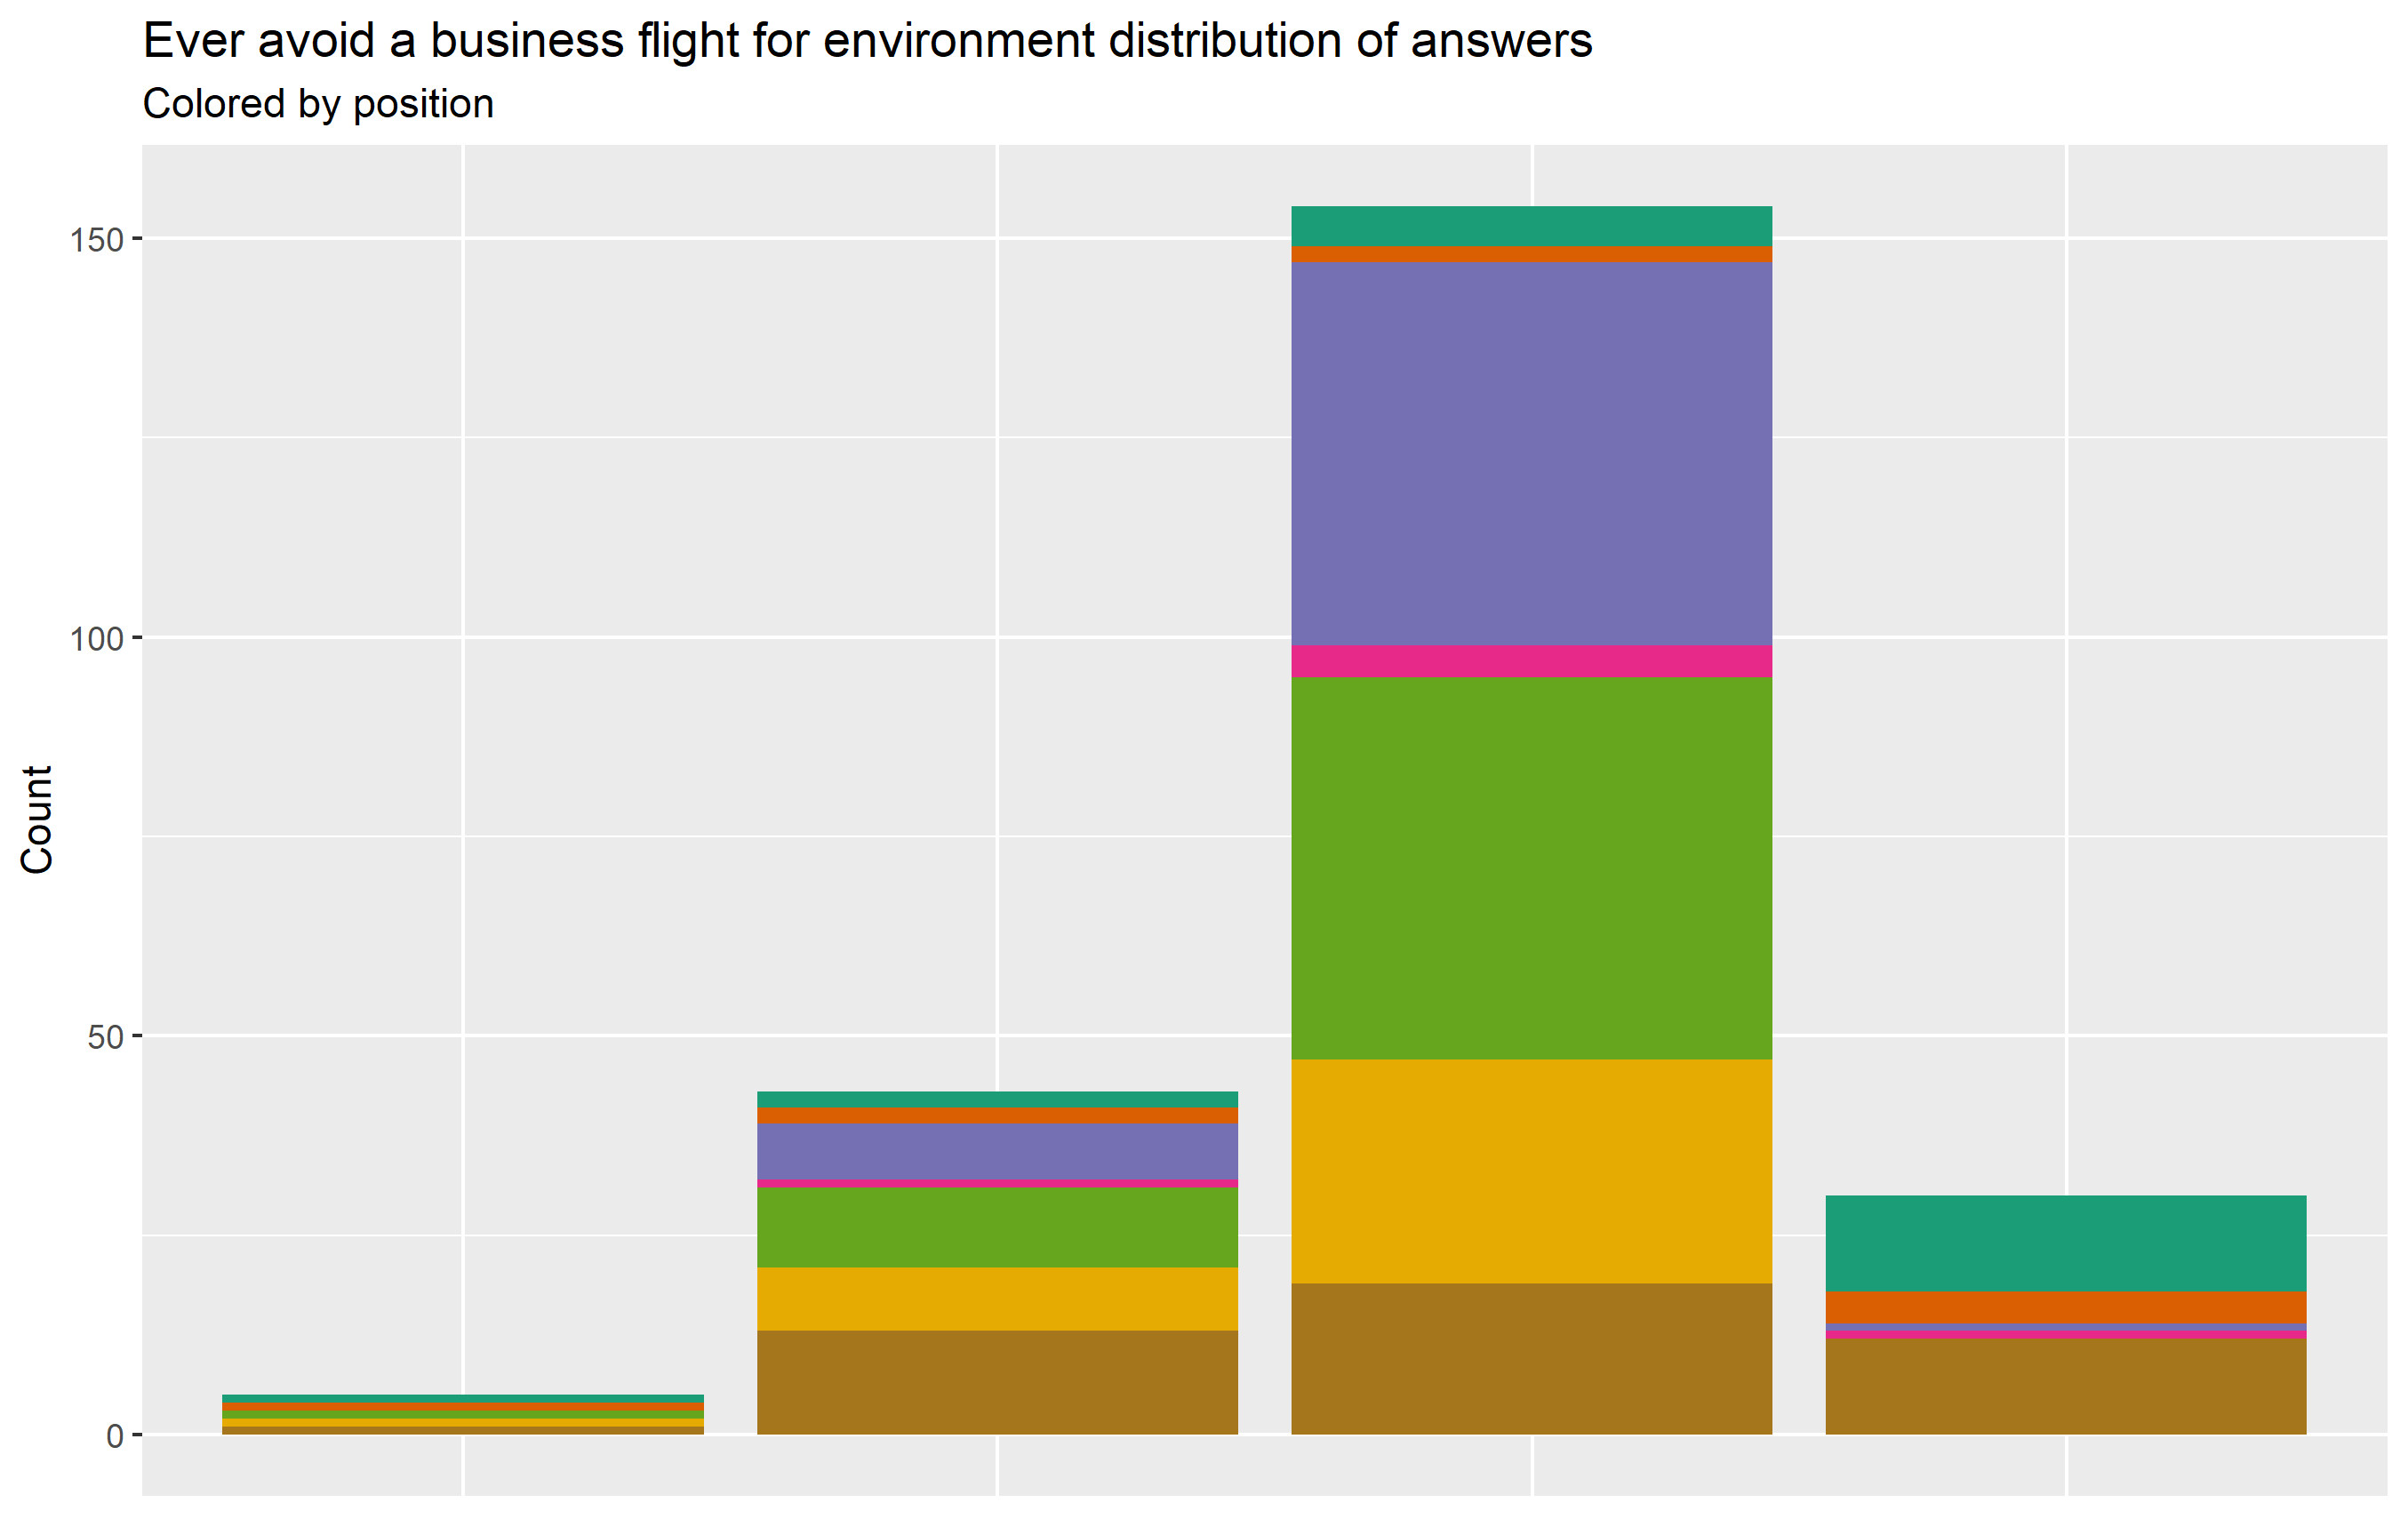 Ever avoid a business flight for environment distribution of answers
Colored by position
150
100
50
0
Count